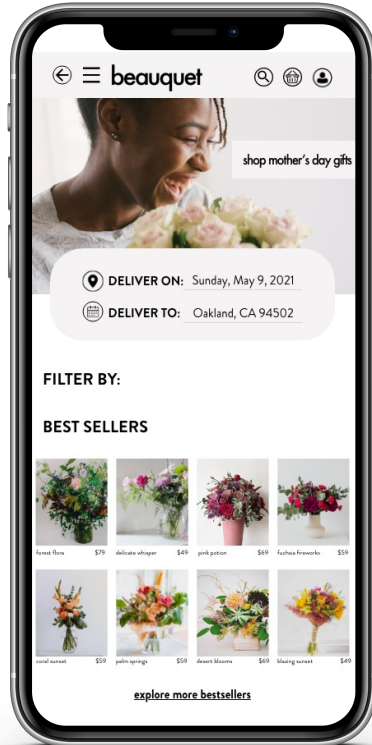 beauquet
shop mother's day gifts
DELIVER ON: Sunday, May 9, 2021
DELIVER TO: Oakland, CA 94502
FILTER BY:
BEST SELLERS
forest flora $79 delicate whisper $49 pink potion $69 fuchsia fireworks $59
coral sunset $59 palm springs $59 desert blooms $69 blazing sunset $49
explore more bestsellers